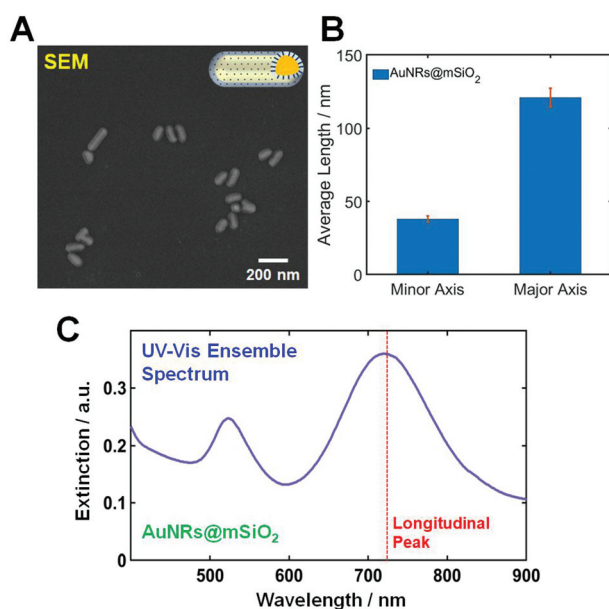 A
SEM
200 nm
B
AuNRs@mSiO₂
Average Length / nm
150
100
50
0
Minor Axis
Major Axis
C
UV-Vis Ensemble
Spectrum
AuNRs@mSiO₂
Longitudinal
Peak
Extinction / a.u.
0.3
0.2
0.1
0
500
600
700
800
900
Wavelength / nm